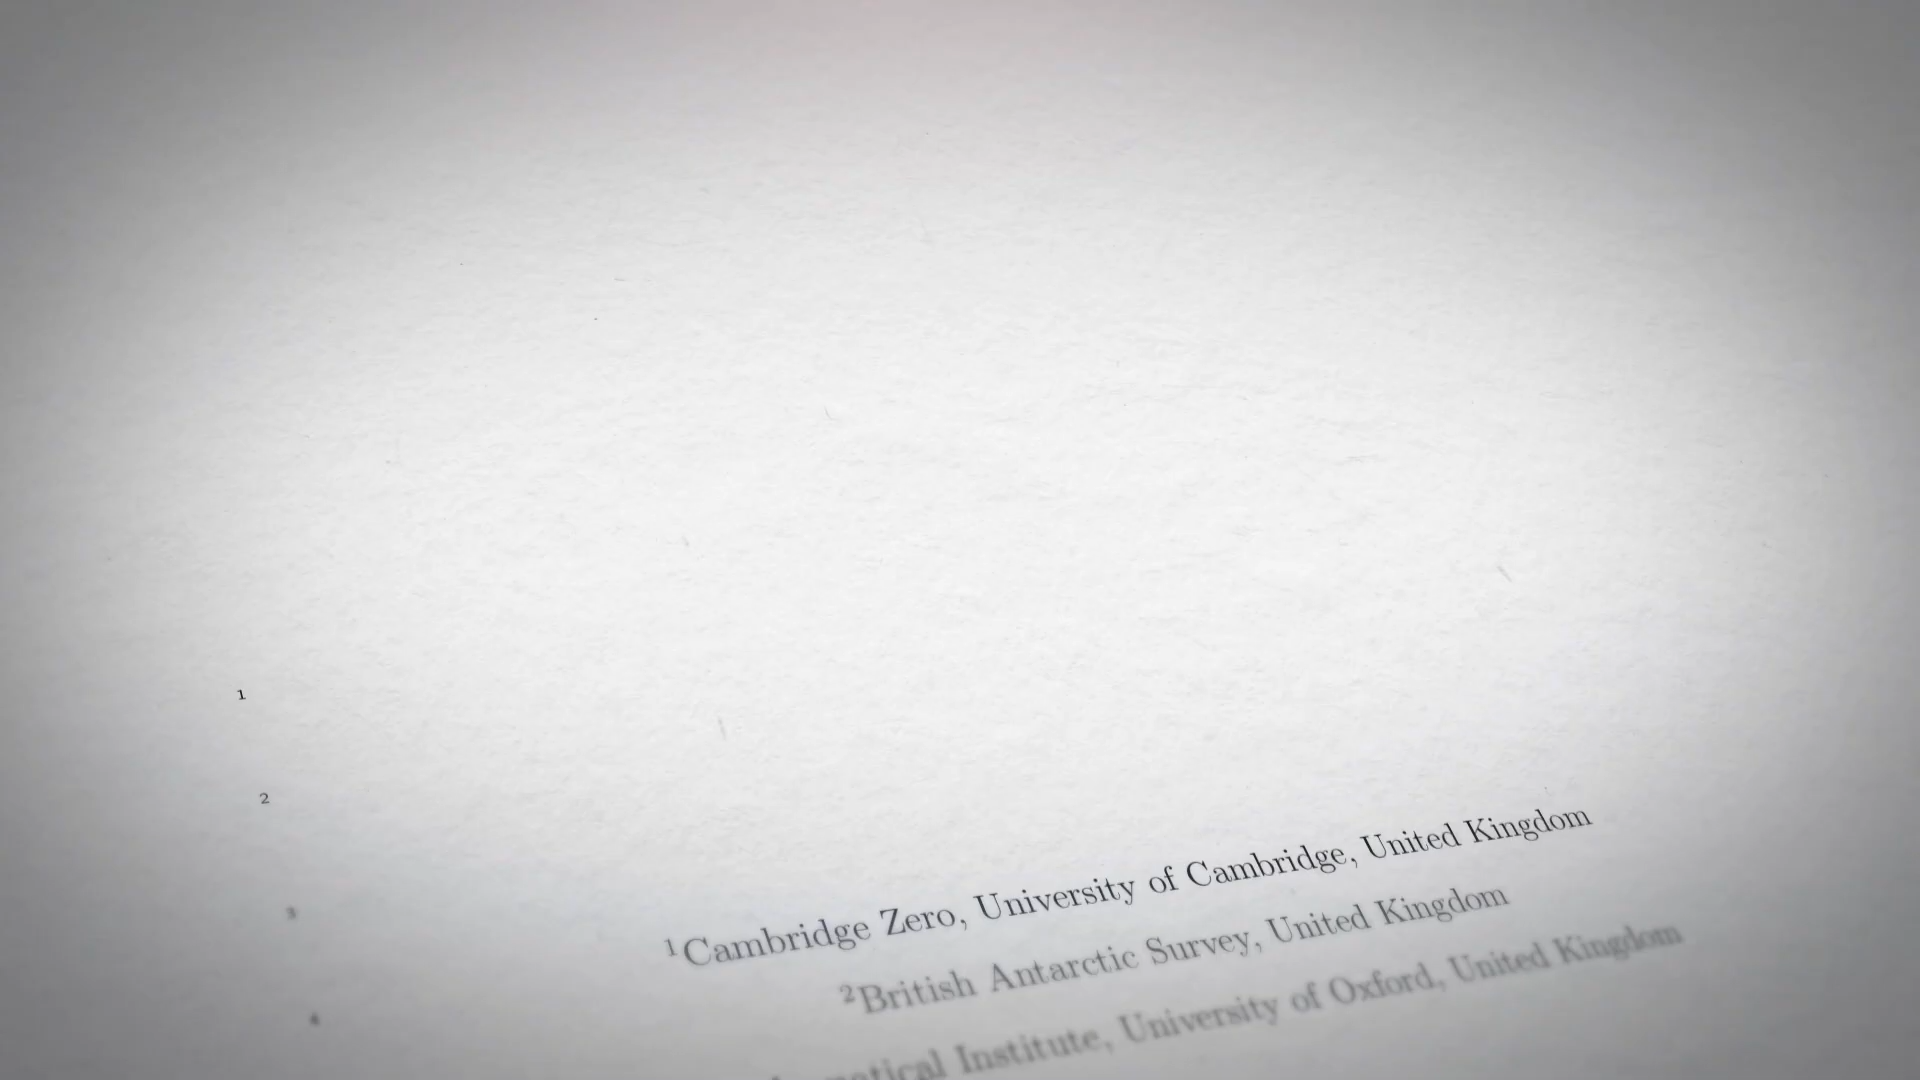 1
2
¹Cambridge Zero, University of Cambridge, United Kingdom
3
²British Antarctic Survey, United Kingdom
4
Institute, University of Oxford, United Kingdom